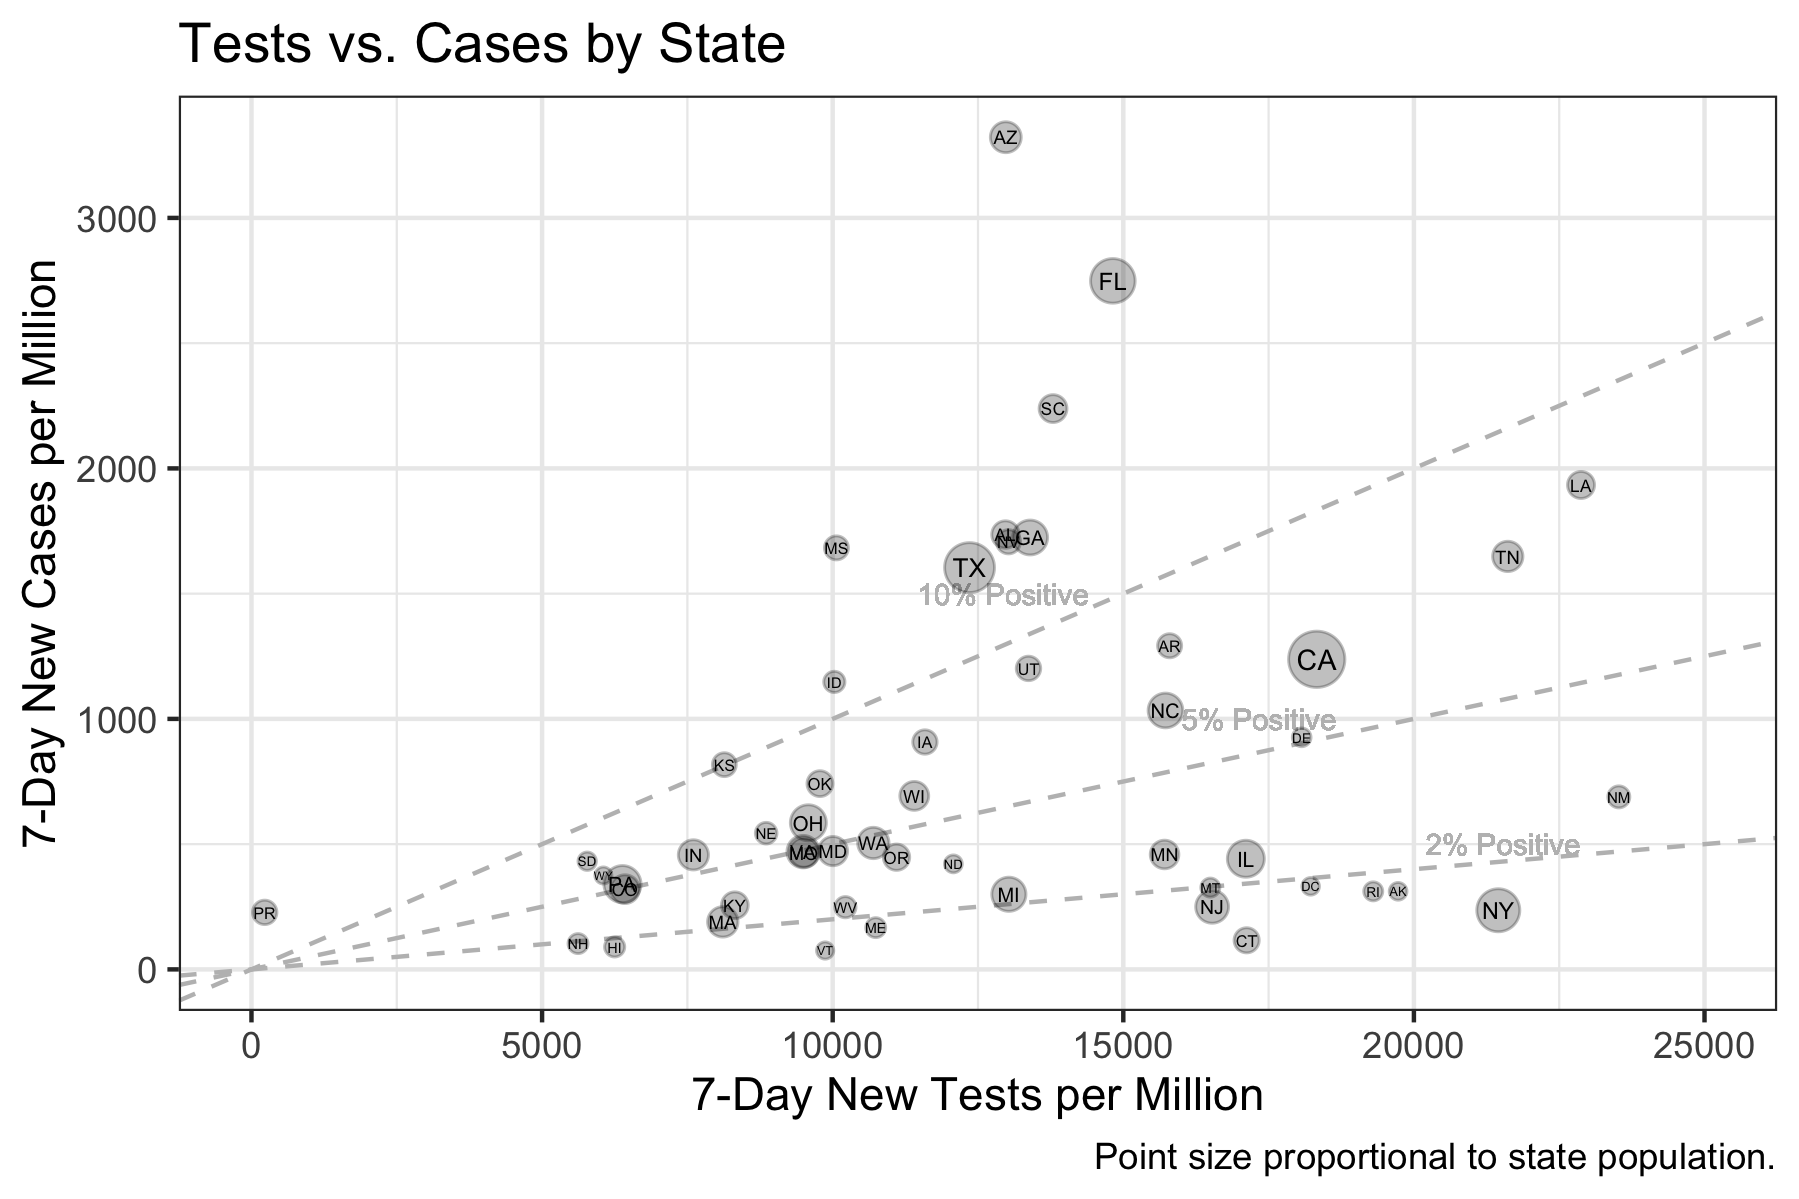 Tests vs. Cases by State
7-Day New Cases per Million
3000
2000
1000
0
AZ
FL
SC
LA
AL
NV
GA
MS
TN
TX
10% Positive
AR
CA
UT
ID
NC
5% Positive
DE
IA
KS
OK
WI
NM
OH
NE
WA
2% Positive
MD
IN
MN
OR
IL
SD
ND
WY
PA
CO
MT
DC
RI
AK
MI
KY
WV
NJ
NY
PR
MA
ME
CT
NH
HI
VT
0
5000
10000
15000
20000
25000
7-Day New Tests per Million
Point size proportional to state population.